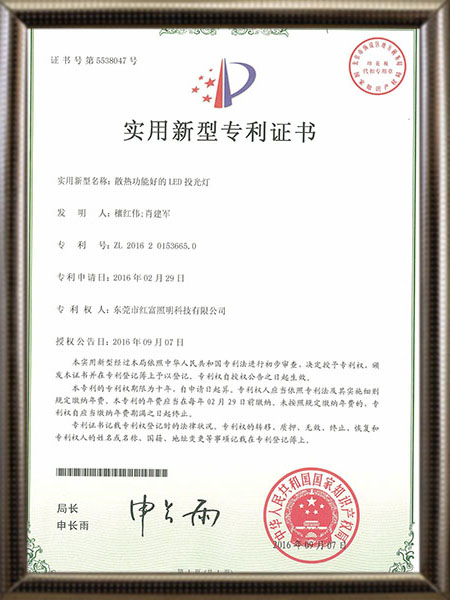 证书号第5538047号
实用新型专利证书
实用新型名称：散热功能好的LED投光灯
发 明 人：穗红伟;肖建军
专 利 号：ZL 2016 2 0153665.0
专利申请日：2016年02月29日
专 利 权 人：东莞市红富照明科技有限公司
授权公告日：2016年09月07日
本实用新型经过本局依照中华人民共和国专利法进行初步审查，决定授予专利权，颁
发本证书并在专利登记簿上予以登记。专利权自授权公告之日起生效。
本专利的专利权期限为十年，自申请日起算。专利权人应当依照专利法及其实施细则
规定缴纳年费。本专利的年费应当在每年02月29日前缴纳。未按照规定缴纳年费的，专
利权自应当缴纳年费期满之日起终止。
专利证书记载专利权登记时的法律状况。专利权的转移、质押、无效、终止、恢复和
专利权人的姓名或名称、国籍、地址变更等事项记载在专利登记簿上。
局长
申长雨
申长雨
中华人民共和国国家知识产权局
2016年09月07日